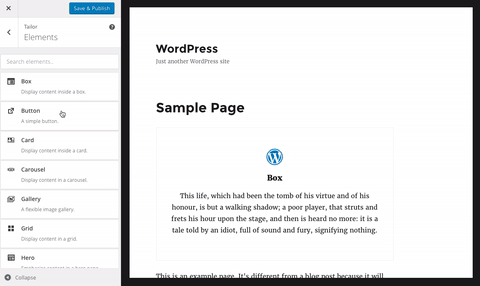 Save & Publish
Tailor
Elements
Search elements...
Box
Display content inside a box.
Button
A simple button.
Card
Display content inside a card.
Carousel
Display content in a carousel.
Gallery
A flexible image gallery.
Grid
Display content in a grid.
Hero
Collapse
WordPress
Just another WordPress site
Sample Page
Box
This life, which had been the tomb of his virtue and of his
honour, is but a walking shadow; a poor player, that struts and
frets his hour upon the stage, and then is heard no more: it is a
tale told by an idiot, full of sound and fury, signifying nothing.
This is an example page. It's different from a blog post because it will